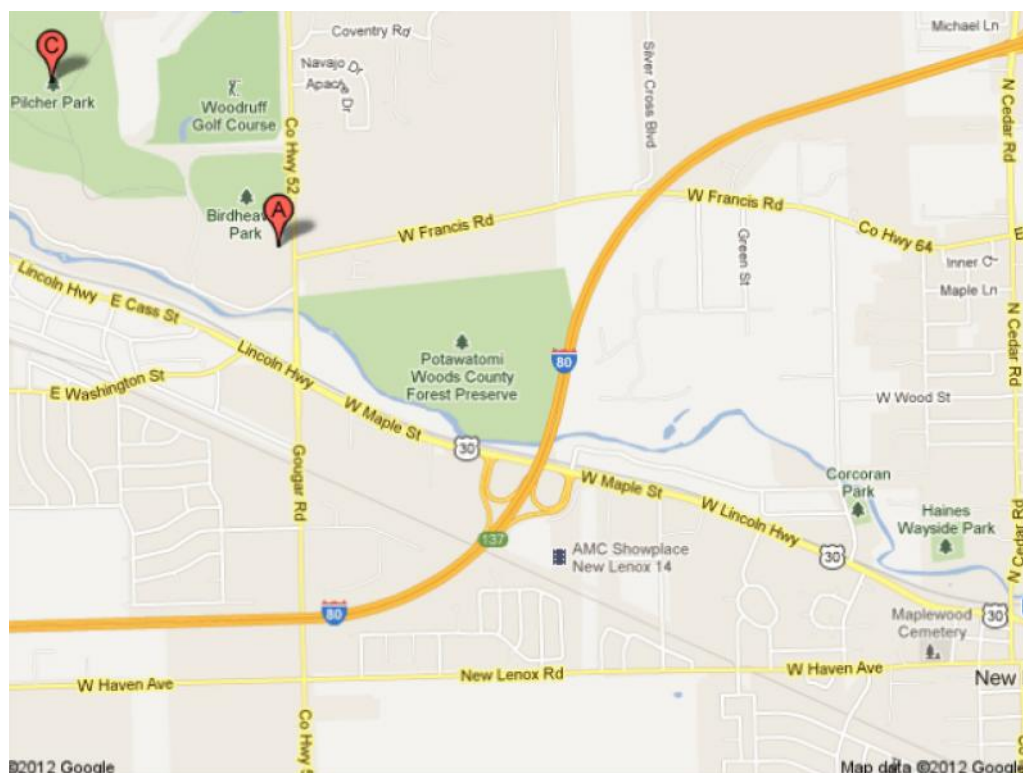 Michael Ln
Coventry Rd
C
Silver Cross Blvd
N Cedar Rd
Navajo Dr
Apache Dr
Pilcher Park
Woodruff
Golf Course
Co Hwy 52
W Francis Rd
Birdheav
Park
A
W Francis Rd
Co Hwy 64
Green St
Inner C
Maple Ln
Lincoln Hwy
E Cass St
N Cedar Rd
Lincoln Hwy
Potawatomi
Woods County
Forest Preserve
80
E Washington St
W Maple St
W Wood St
30
Gougar Rd
W Maple St
Corcoran
Park
W Lincoln Hwy
Haines
Wayside Park
N Cedar Rd
137
AMC Showplace
New Lenox 14
30
80
30
Maplewood
Cemetery
W Haven Ave
New Lenox Rd
W Haven Ave
New
Co Hwy 5
©2012 Google
Map data ©2012 Google